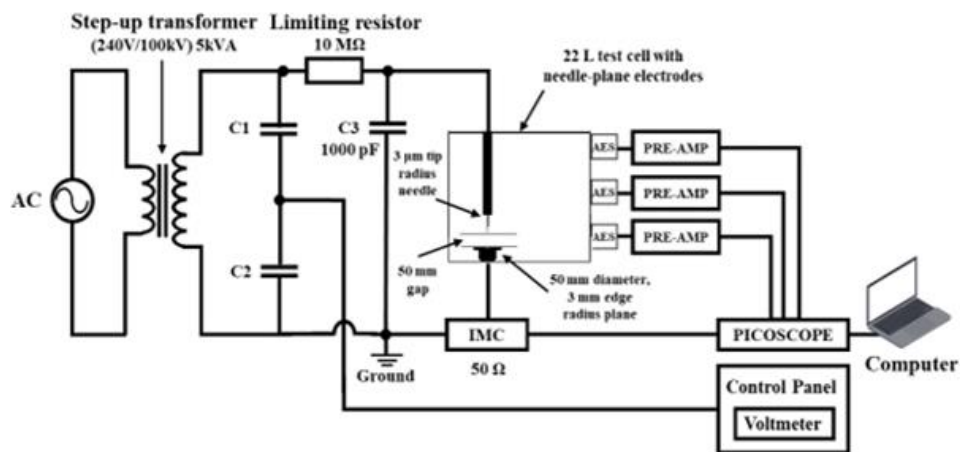 Step-up transformer
(240V/100kV) 5kVA
Limiting resistor
10 MΩ
22 L test cell with
needle-plane electrodes
C1
C3
1000 pF
3 µm tip
radius
needle
AES
PRE-AMP
AES
PRE-AMP
AES
PRE-AMP
AC
C2
50 mm
gap
50 mm diameter,
3 mm edge
radius plane
IMC
50 Ω
Ground
PICOSCOPE
Computer
Control Panel
Voltmeter